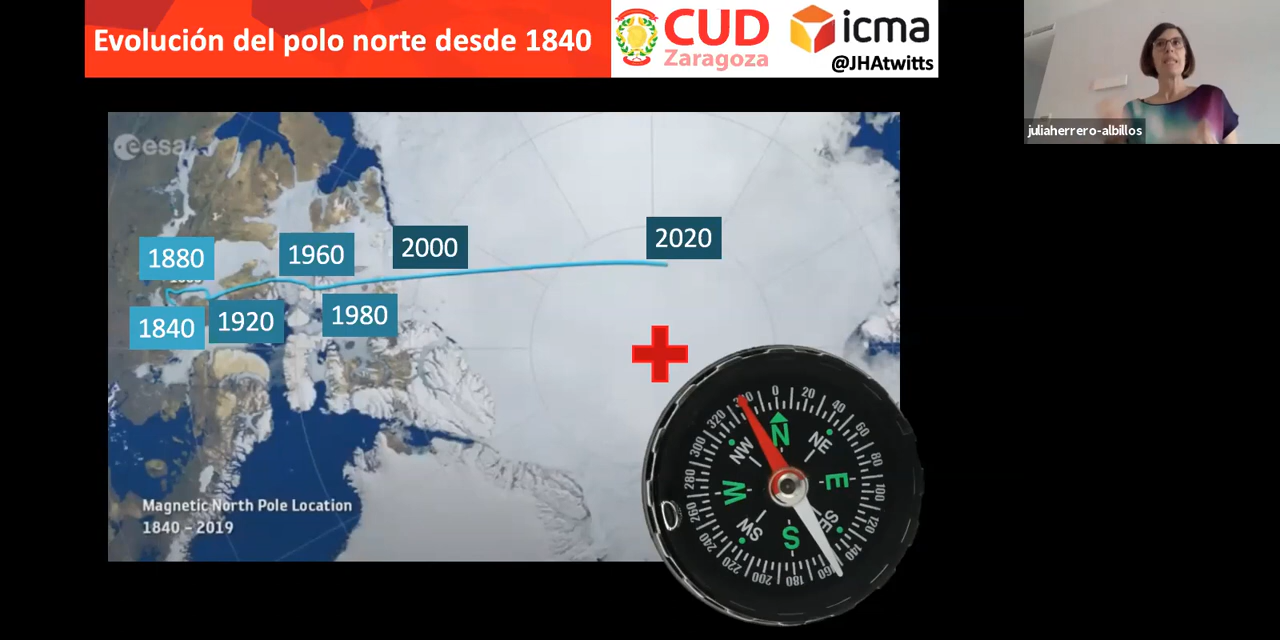 Evolución del polo norte desde 1840
CUD
Zaragoza
icma
@JHAtwitts
juliaherrero-albillos
esa
1880
1960
2000
2020
1840
1920
1980
Magnetic North Pole Location
1840 – 2019
0
20
40
60
80
100
120
140
160
180
200
220
240
260
280
300
320
N
NE
E
SE
S
SW
W
NW